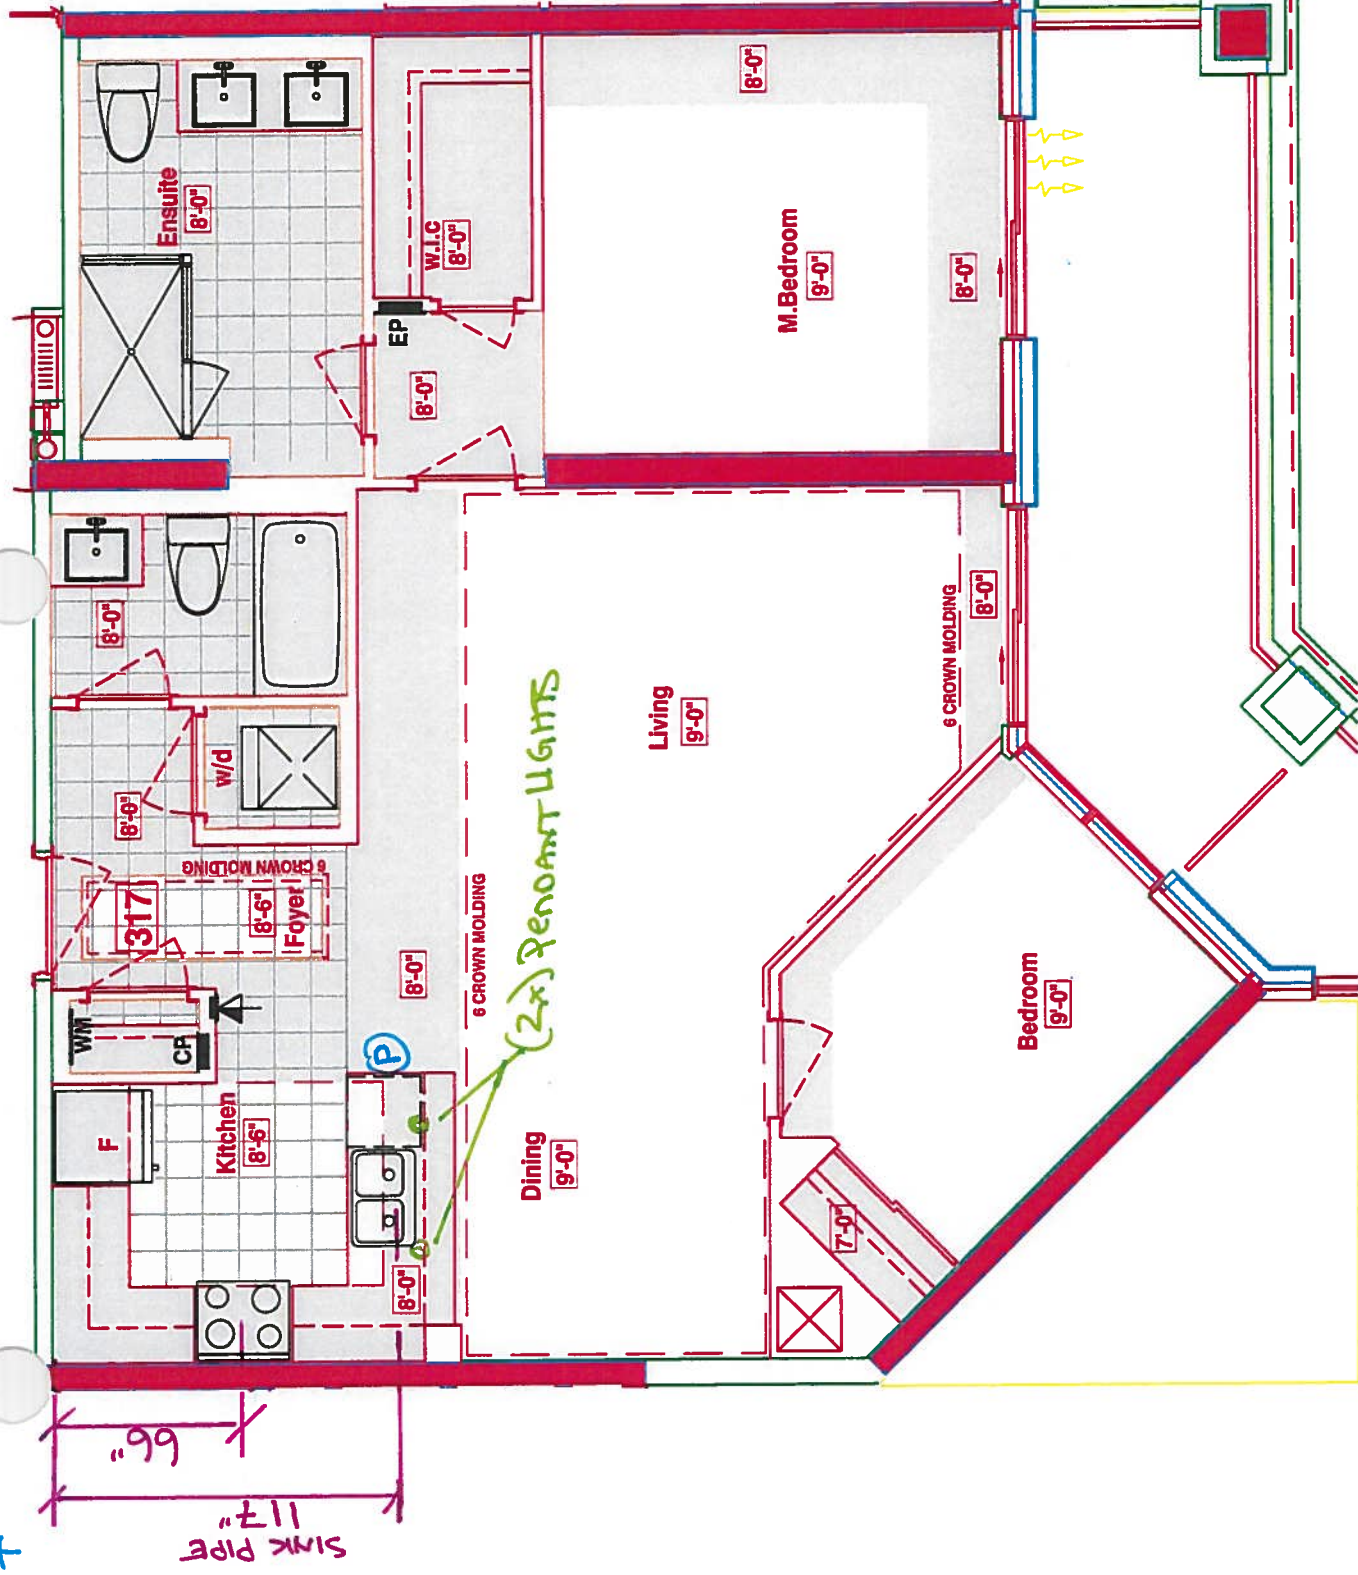 Ensuite
8'-0"
W.I.C
8'-0"
EP
8'-0"
8'-0"
M.Bedroom
9'-0"
8'-0"
8'-0"
w/d
8'-0"
6 CROWN MOLDING
317
8'-6"
Foyer
WM
CP
F
Kitchen
8'-6"
8'-0"
P
8'-0"
6 CROWN MOLDING
(2x) PENDANT LIGHTS
Living
9'-0"
6 CROWN MOLDING
8'-0"
Dining
9'-0"
Bedroom
9'-0"
7'-0"
66"
117"
SINK PIPE